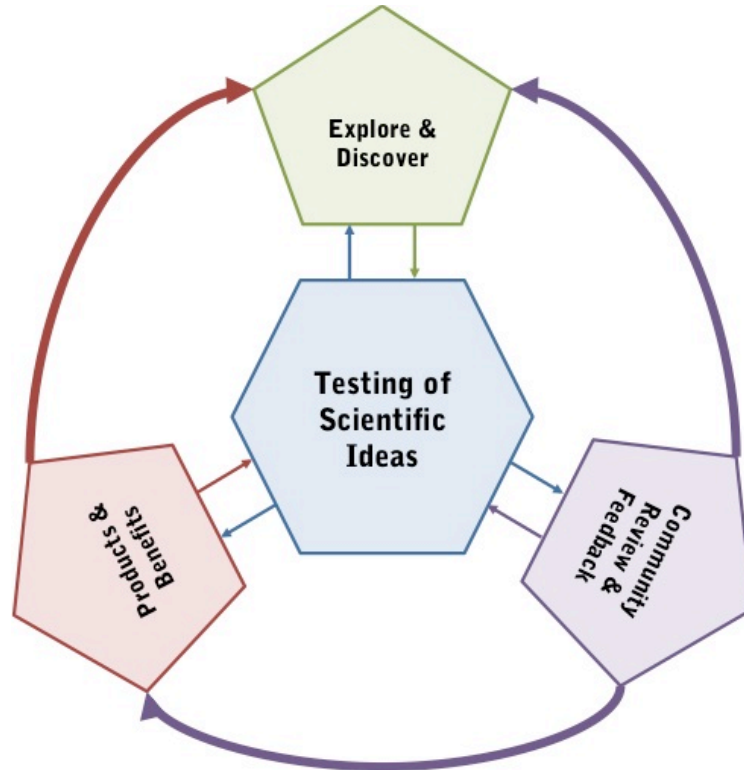 Explore &
Discover
Testing of
Scientific
Ideas
Products &
Benefits
Community
Review &
Feedback